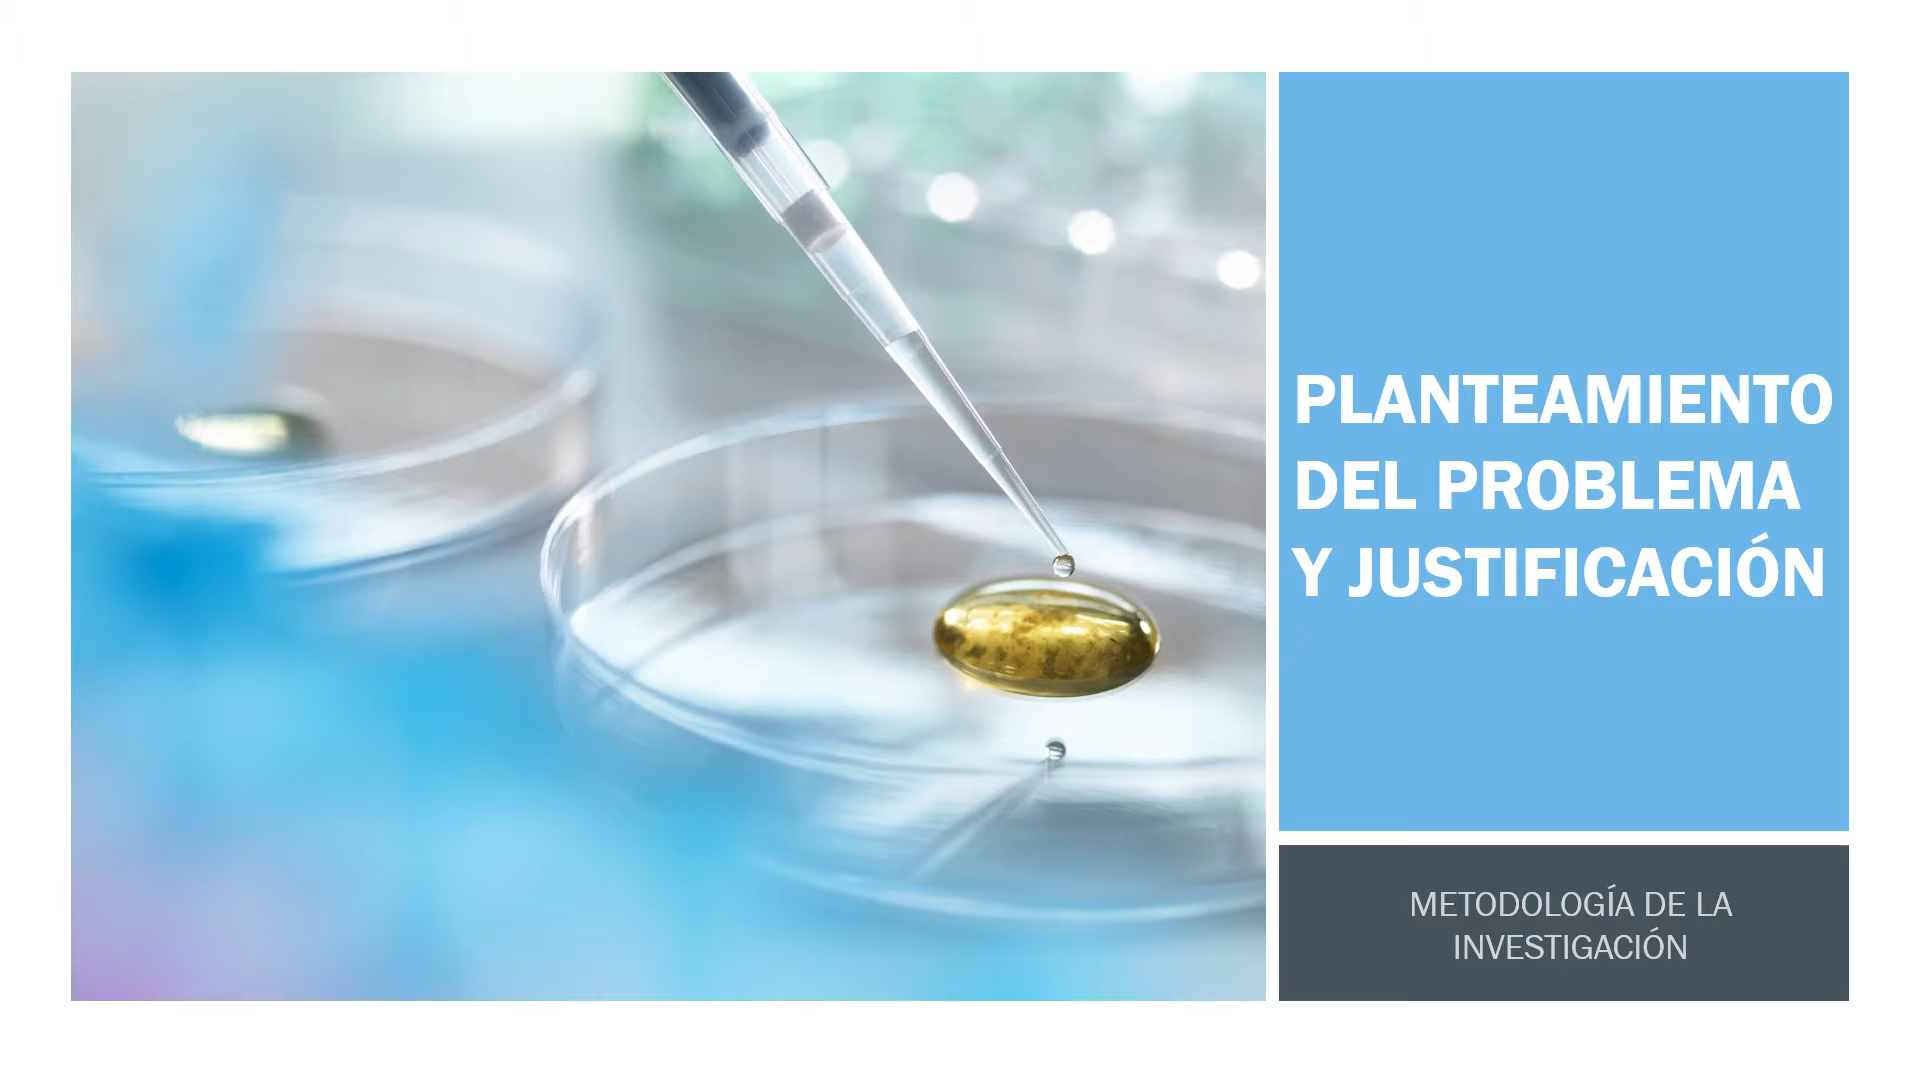 PLANTEAMIENTO
DEL PROBLEMA
Y JUSTIFICACIÓN
METODOLOGÍA DE LA
INVESTIGACIÓN